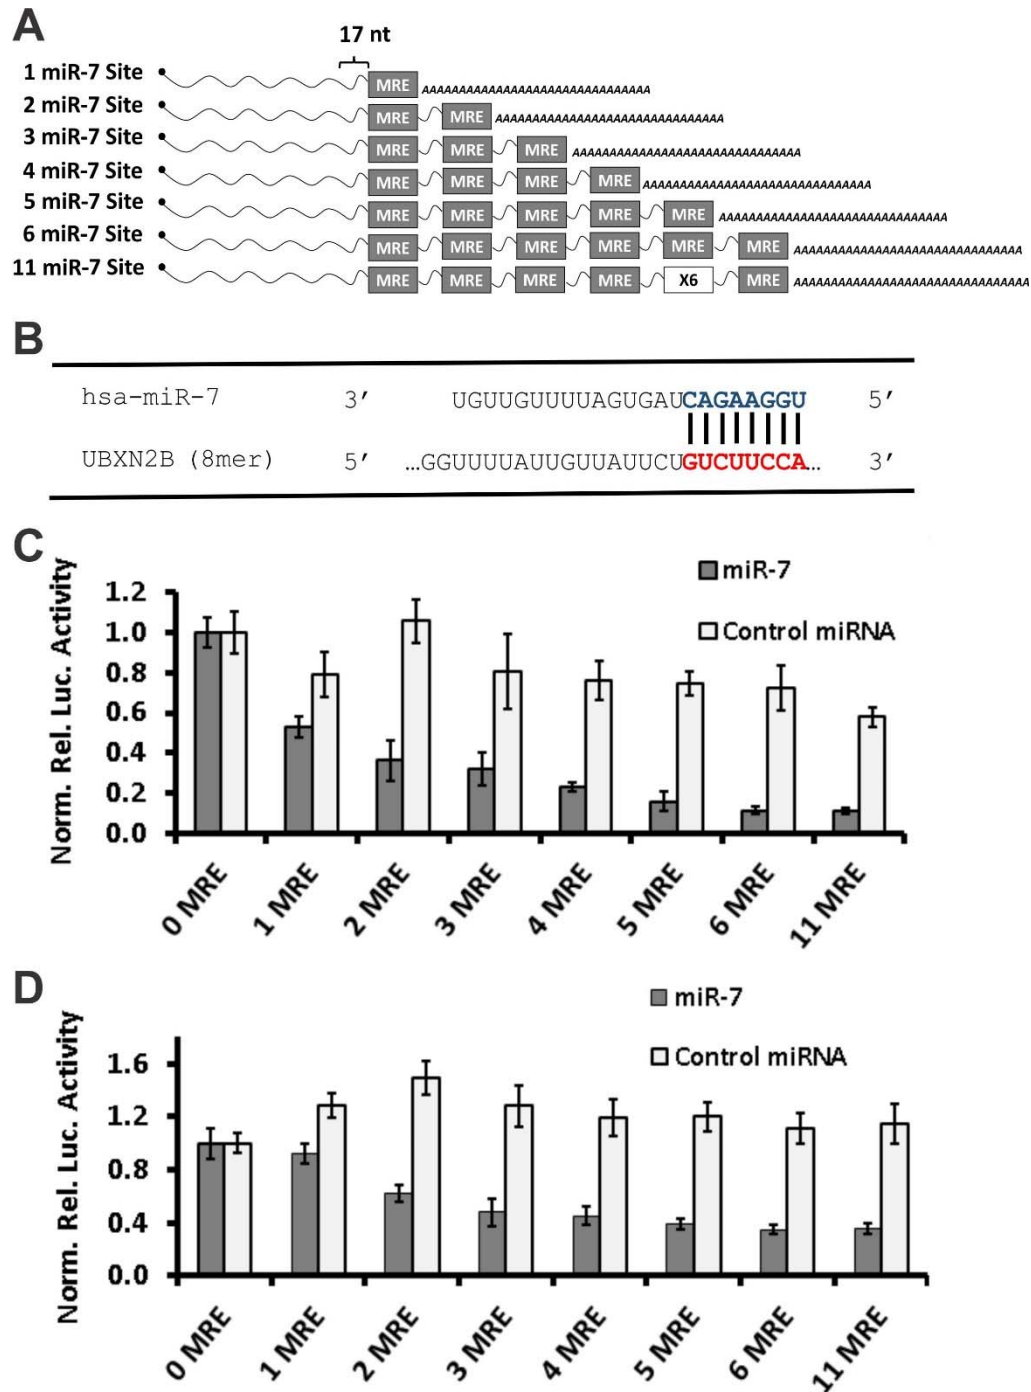 A
17 nt
1 miR-7 Site MRE AAAAAAAAAAAAAAAAAAAAAAAAAAAAAAA
2 miR-7 Site MRE MRE AAAAAAAAAAAAAAAAAAAAAAAAAAAAAAA
3 miR-7 Site MRE MRE MRE AAAAAAAAAAAAAAAAAAAAAAAAAAAAAAA
4 miR-7 Site MRE MRE MRE MRE AAAAAAAAAAAAAAAAAAAAAAAAAAAAAAA
5 miR-7 Site MRE MRE MRE MRE MRE AAAAAAAAAAAAAAAAAAAAAAAAAAAAAAA
6 miR-7 Site MRE MRE MRE MRE MRE MRE AAAAAAAAAAAAAAAAAAAAAAAAAAAAAAA
11 miR-7 Site MRE MRE MRE MRE X6 MRE AAAAAAAAAAAAAAAAAAAAAAAAAAAAAAA
B
hsa-miR-7 3′ UGUUGUUUUAGUGAUCAGAAGGU 5′
UBXN2B (8mer) 5′ …GGUUUUAUUGUUAUUCUGUCUUCCA… 3′
C
Norm. Rel. Luc. Activity
1.2
1.0
0.8
0.6
0.4
0.2
0.0
miR-7
Control miRNA
0 MRE
1 MRE
2 MRE
3 MRE
4 MRE
5 MRE
6 MRE
11 MRE
D
Norm. Rel. Luc. Activity
1.6
1.2
0.8
0.4
0.0
miR-7
Control miRNA
0 MRE
1 MRE
2 MRE
3 MRE
4 MRE
5 MRE
6 MRE
11 MRE